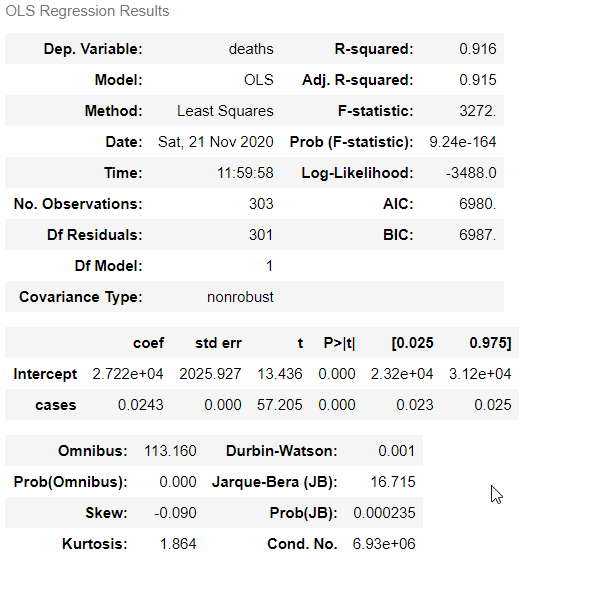 OLS Regression Results
Dep. Variable: deaths R-squared: 0.916
Model: OLS Adj. R-squared: 0.915
Method: Least Squares F-statistic: 3272.
Date: Sat, 21 Nov 2020 Prob (F-statistic): 9.24e-164
Time: 11:59:58 Log-Likelihood: -3488.0
No. Observations: 303 AIC: 6980.
Df Residuals: 301 BIC: 6987.
Df Model: 1
Covariance Type: nonrobust
coef std err t P>|t| [0.025 0.975]
Intercept 2.722e+04 2025.927 13.436 0.000 2.32e+04 3.12e+04
cases 0.0243 0.000 57.205 0.000 0.023 0.025
Omnibus: 113.160 Durbin-Watson: 0.001
Prob(Omnibus): 0.000 Jarque-Bera (JB): 16.715
Skew: -0.090 Prob(JB): 0.000235
Kurtosis: 1.864 Cond. No. 6.93e+06